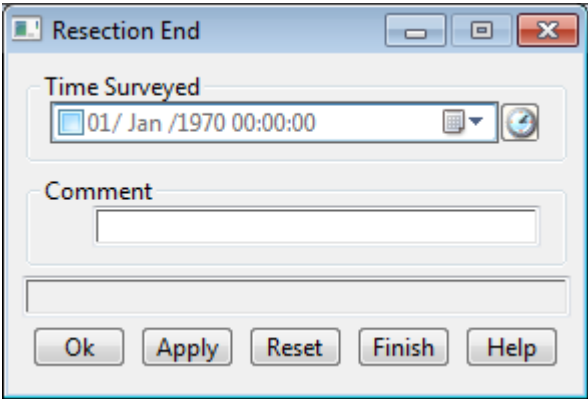 Resection End
Time Surveyed
01/ Jan /1970 00:00:00
Comment
Ok Apply Reset Finish Help